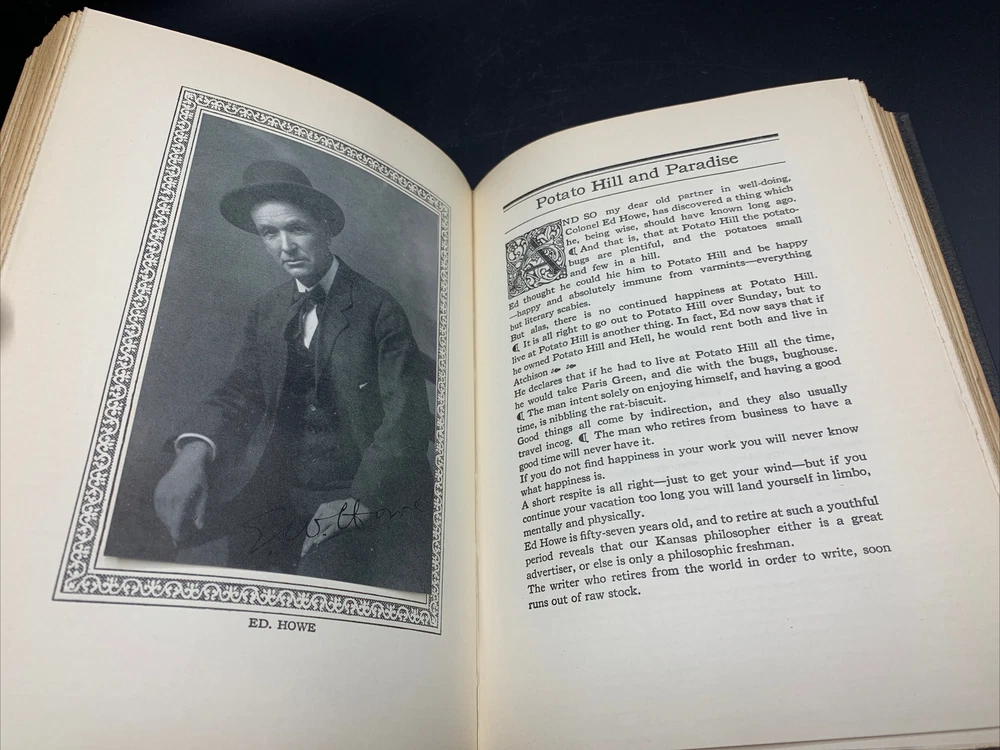 E. W. Howe
ED. HOWE
Potato Hill and Paradise
AND SO my dear old partner in well-doing,
Colonel Ed Howe, has discovered a thing which
he, being wise, should have known long ago.
¶ And that is, that at Potato Hill the potato-
bugs are plentiful, and the potatoes small
and few in a hill.
Ed thought he could hie him to Potato Hill and be happy
—happy and absolutely immune from varmints—everything
but literary scabies.
But alas, there is no continued happiness at Potato Hill.
¶ It is all right to go out to Potato Hill over Sunday, but to
live at Potato Hill is another thing. In fact, Ed now says that if
he owned Potato Hill and Hell, he would rent both and live in
Atchison
He declares that if he had to live at Potato Hill all the time,
he would take Paris Green, and die with the bugs, bughouse.
¶ The man intent solely on enjoying himself, and having a good
time, is nibbling the rat-biscuit.
Good things all come by indirection, and they also usually
travel incog. ¶ The man who retires from business to have a
good time will never have it.
If you do not find happiness in your work you will never know
what happiness is.
A short respite is all right—just to get your wind—but if you
continue your vacation too long you will land yourself in limbo,
mentally and physically.
Ed Howe is fifty-seven years old, and to retire at such a youthful
period reveals that our Kansas philosopher either is a great
advertiser, or else is only a philosophic freshman.
The writer who retires from the world in order to write, soon
runs out of raw stock.